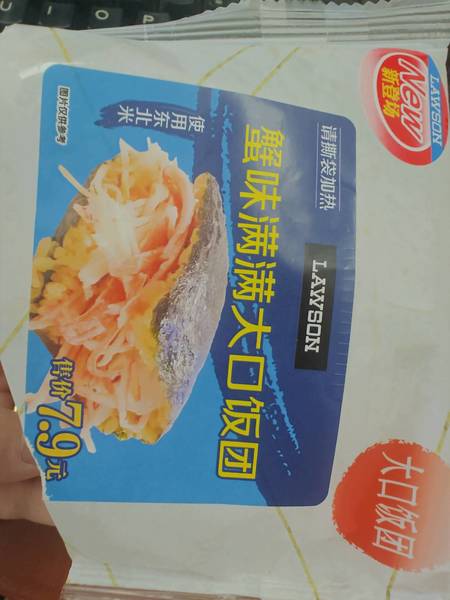 LAWSON
New
新登场
大口饭团
LAWSON
请撕袋加热
蟹味满满大口饭团
使用东北米
图片仅供参考
售价7.9元